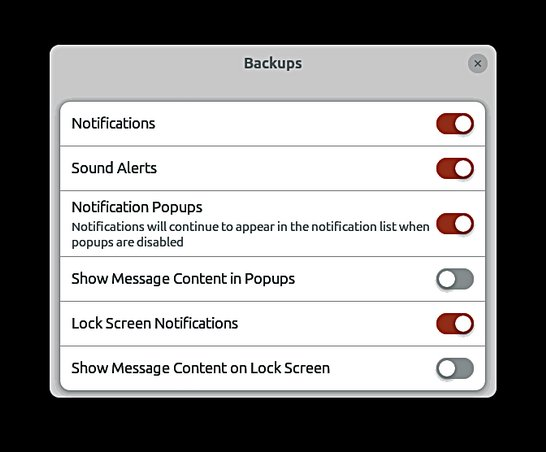 Backups
Notifications
Sound Alerts
Notification Popups
Notifications will continue to appear in the notification list when
popups are disabled
Show Message Content in Popups
Lock Screen Notifications
Show Message Content on Lock Screen